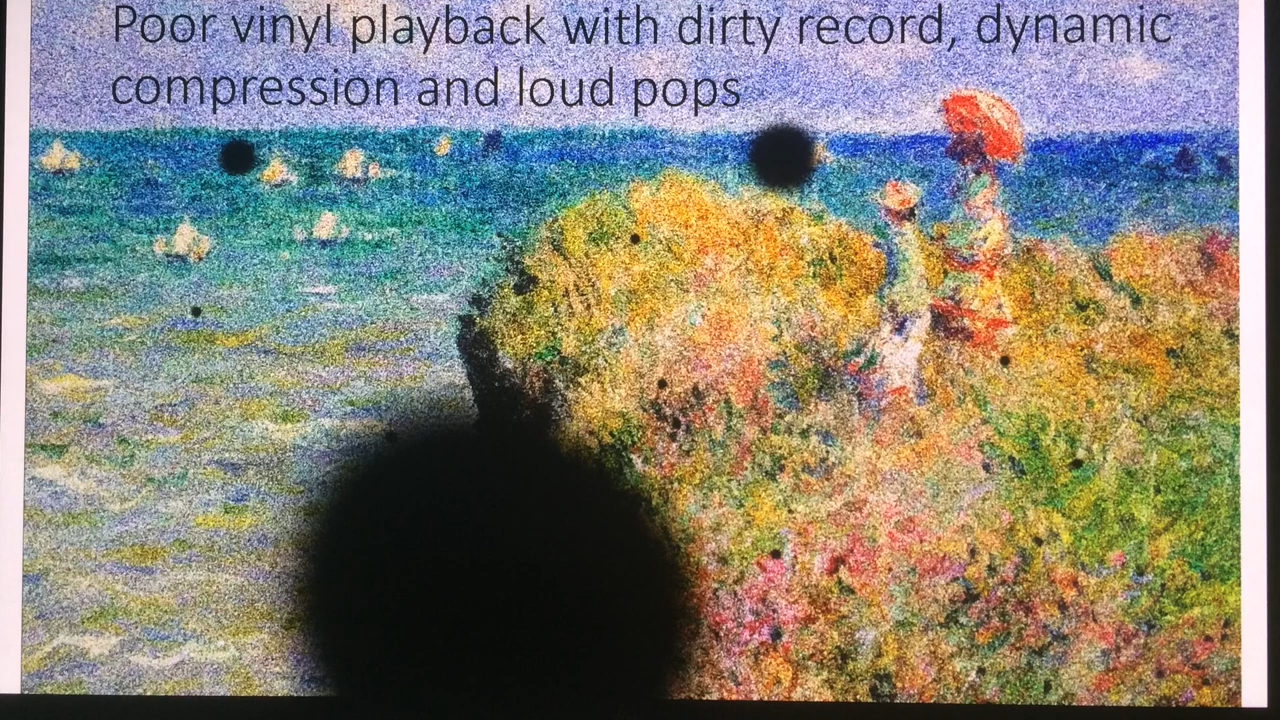 Poor vinyl playback with dirty record, dynamic
compression and loud pops